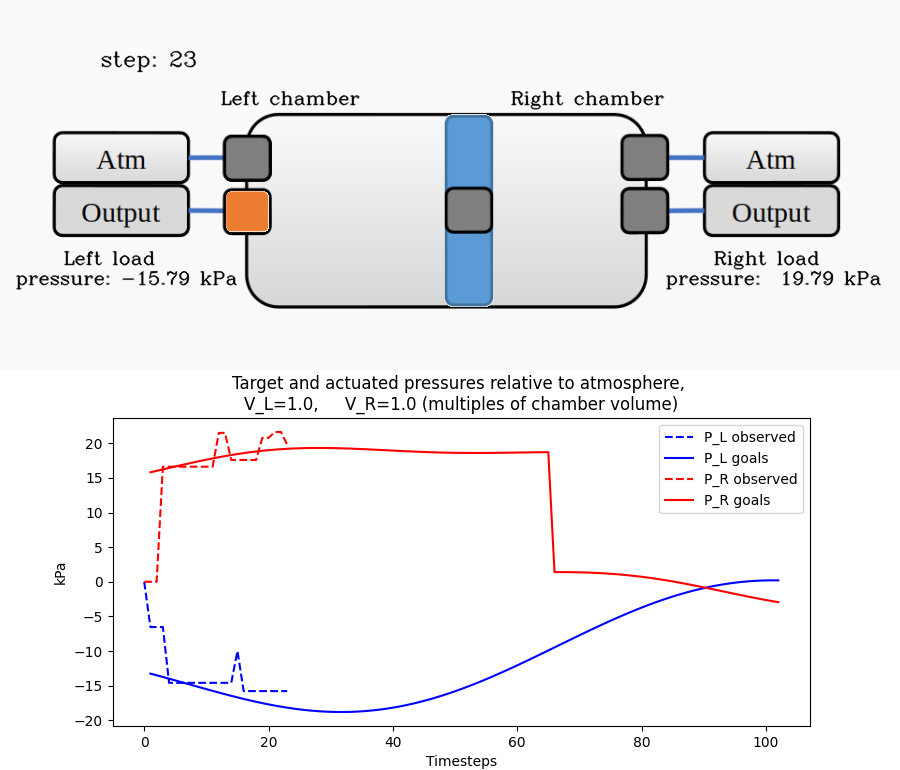 step: 23
Left chamber
Right chamber
Atm
Atm
Output
Output
Left load
pressure: −15.79 kPa
Right load
pressure: 19.79 kPa
Target and actuated pressures relative to atmosphere,
V_L=1.0, V_R=1.0 (multiples of chamber volume)
P_L observed
P_L goals
P_R observed
P_R goals
20
15
10
5
0
−5
−10
−15
−20
kPa
0
20
40
60
80
100
Timesteps